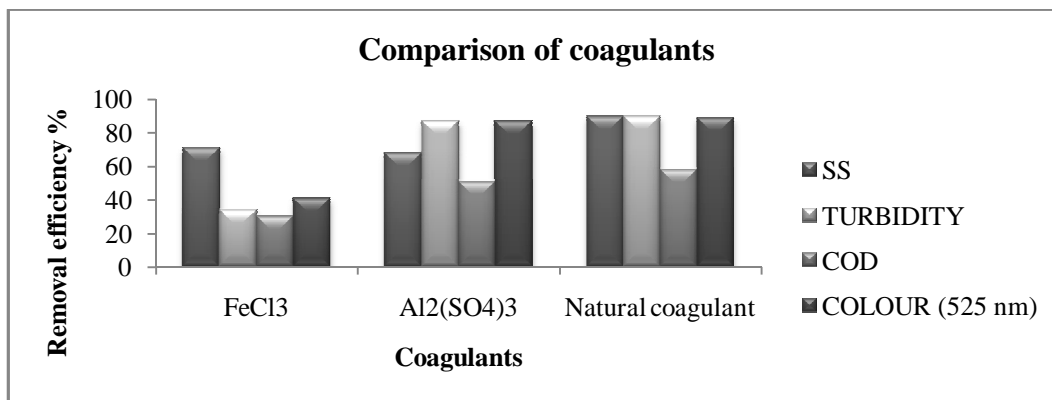 Comparison of coagulants
Removal efficiency %
100
80
60
40
20
0
FeCl3 Al2(SO4)3 Natural coagulant
Coagulants
SS
TURBIDITY
COD
COLOUR (525 nm)